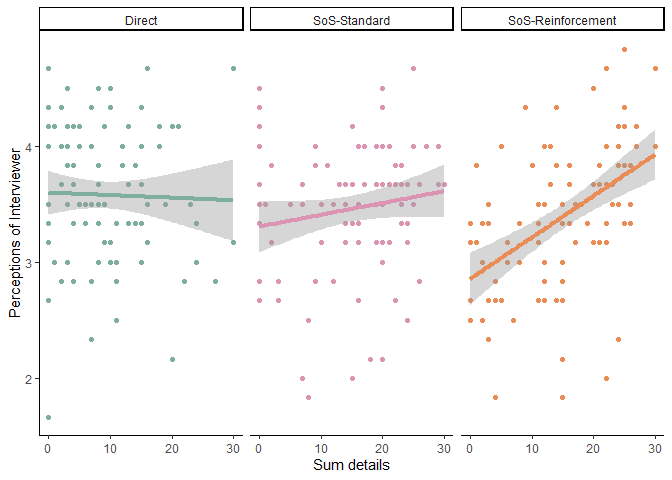 Direct
SoS-Standard
SoS-Reinforcement
Perceptions of Interviewer
4
3
2
0 10 20 30 0 10 20 30 0 10 20 30
Sum details